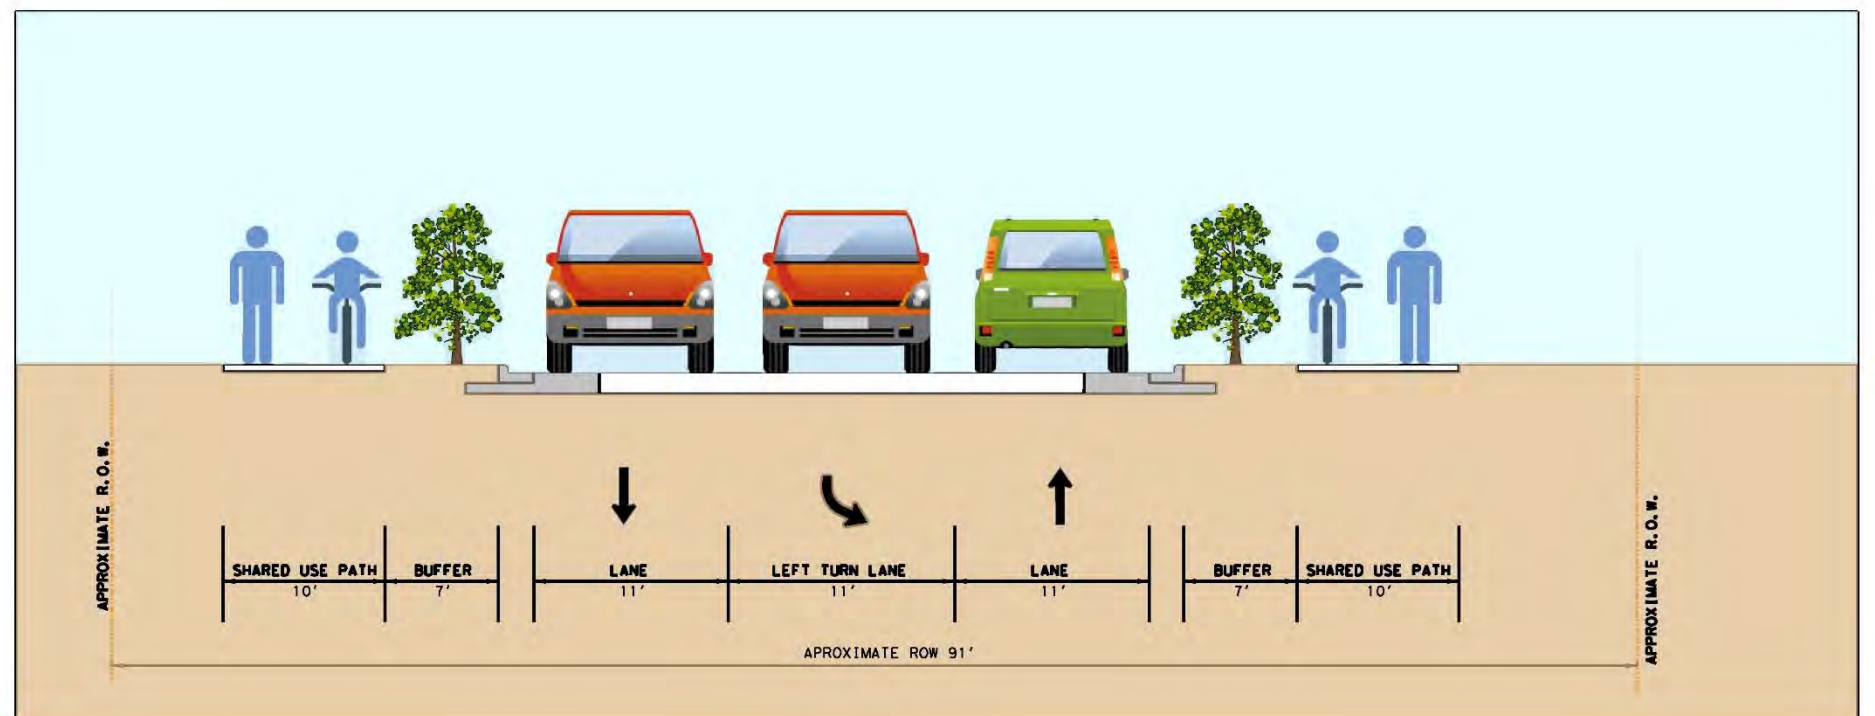 APPROXIMATE R.O.W.
SHARED USE PATH
10'
BUFFER
7'
LANE
11'
LEFT TURN LANE
11'
LANE
11'
BUFFER
7'
SHARED USE PATH
10'
APPROXIMATE R.O.W.
APROXIMATE ROW 91'